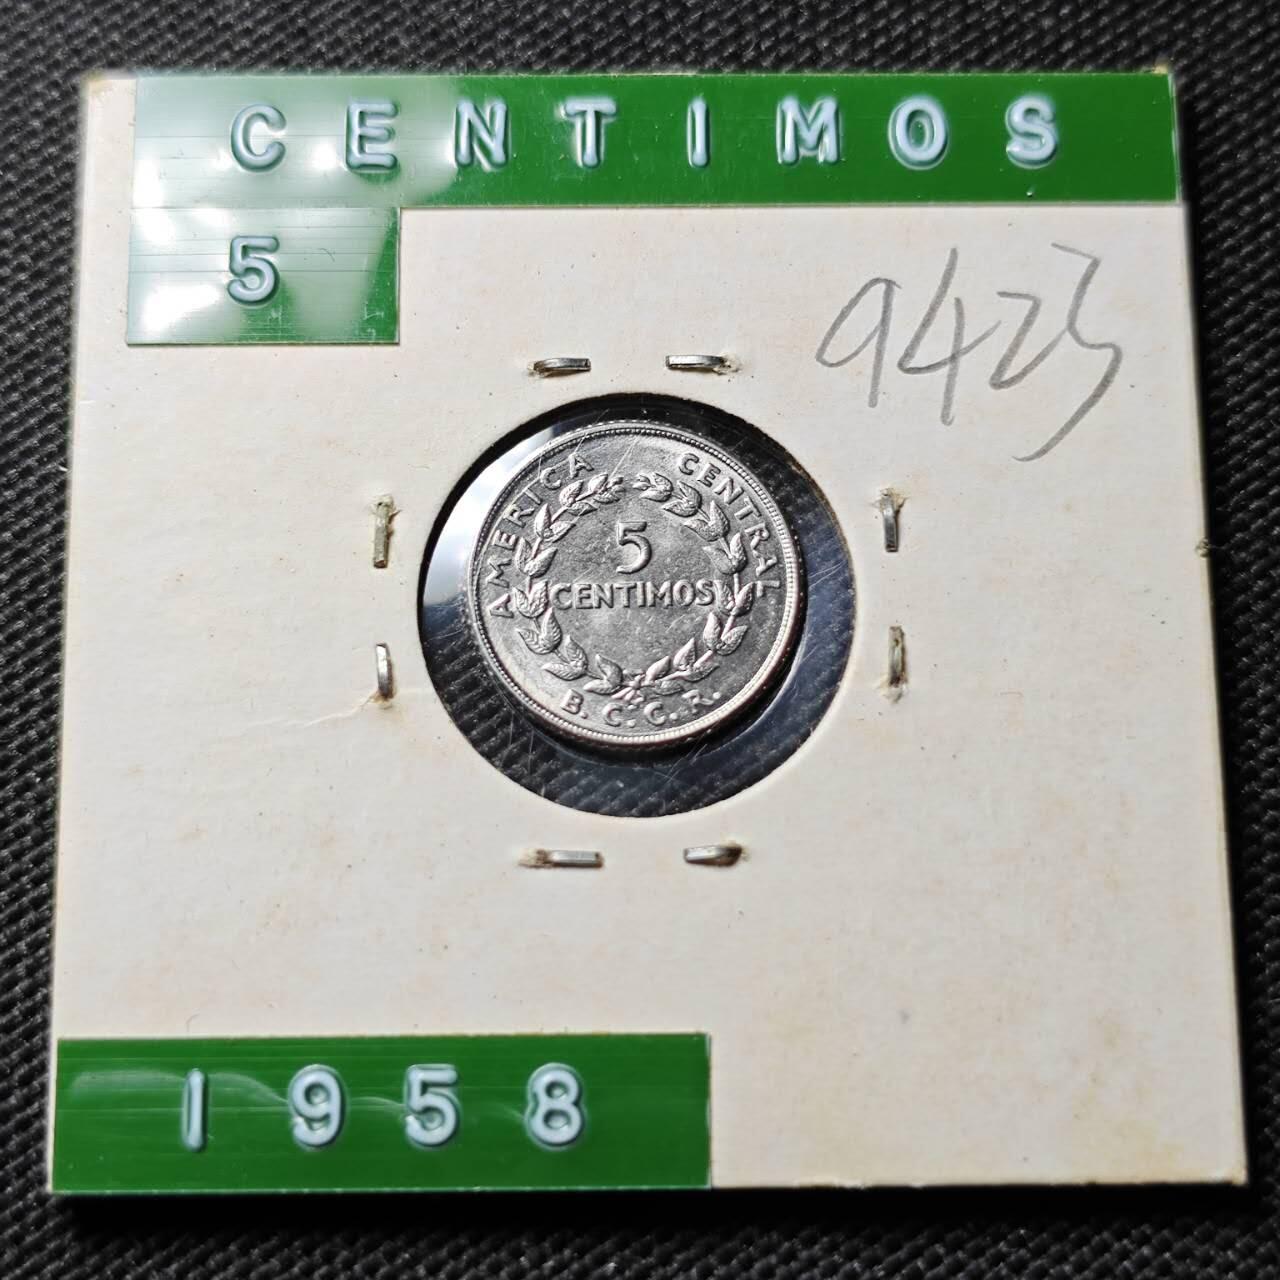 CENTIMOS
5
9423
AMERICA CENTRAL
5
CENTIMOS
B. C. C. R.
1958